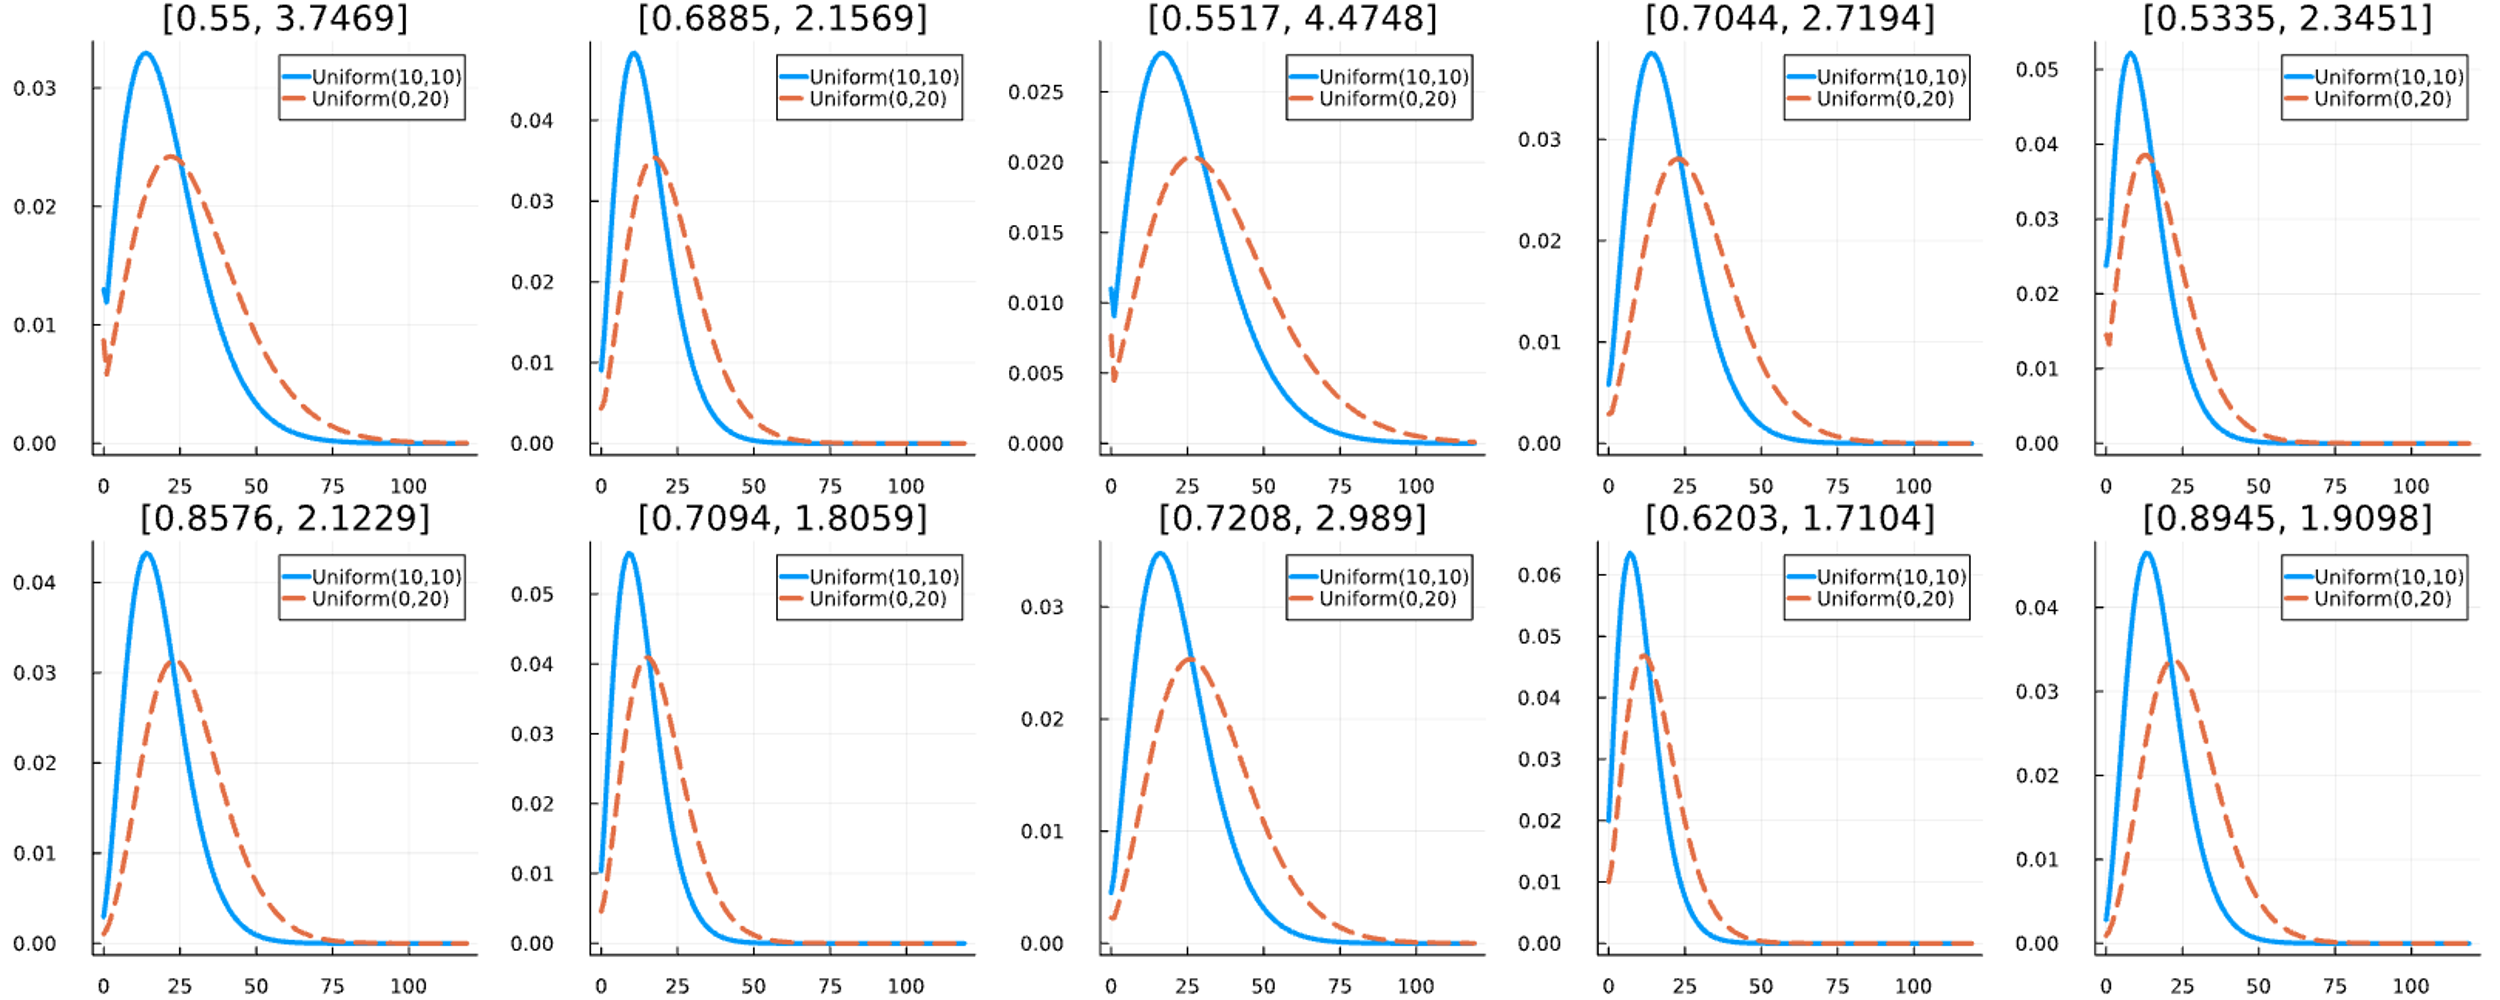 [0.55, 3.7469]
Uniform(10,10)
Uniform(0,20)
0.03
0.02
0.01
0.00
0 25 50 75 100
[0.6885, 2.1569]
Uniform(10,10)
Uniform(0,20)
0.04
0.03
0.02
0.01
0.00
0 25 50 75 100
[0.5517, 4.4748]
Uniform(10,10)
Uniform(0,20)
0.025
0.020
0.015
0.010
0.005
0.000
0 25 50 75 100
[0.7044, 2.7194]
Uniform(10,10)
Uniform(0,20)
0.03
0.02
0.01
0.00
0 25 50 75 100
[0.5335, 2.3451]
Uniform(10,10)
Uniform(0,20)
0.05
0.04
0.03
0.02
0.01
0.00
0 25 50 75 100
[0.8576, 2.1229]
Uniform(10,10)
Uniform(0,20)
0.04
0.03
0.02
0.01
0.00
0 25 50 75 100
[0.7094, 1.8059]
Uniform(10,10)
Uniform(0,20)
0.05
0.04
0.03
0.02
0.01
0.00
0 25 50 75 100
[0.7208, 2.989]
Uniform(10,10)
Uniform(0,20)
0.03
0.02
0.01
0.00
0 25 50 75 100
[0.6203, 1.7104]
Uniform(10,10)
Uniform(0,20)
0.06
0.05
0.04
0.03
0.02
0.01
0.00
0 25 50 75 100
[0.8945, 1.9098]
Uniform(10,10)
Uniform(0,20)
0.04
0.03
0.02
0.01
0.00
0 25 50 75 100